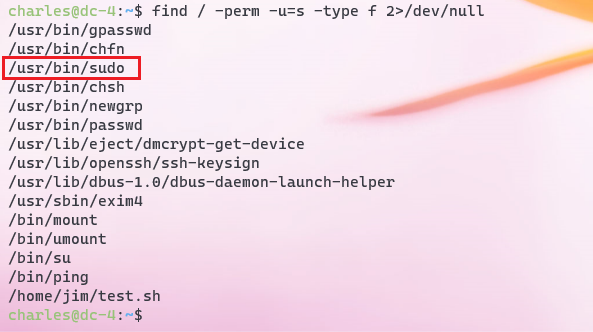 charles@dc-4:~$ find / -perm -u=s -type f 2>/dev/null
/usr/bin/gpasswd
/usr/bin/chfn
/usr/bin/sudo
/usr/bin/chsh
/usr/bin/newgrp
/usr/bin/passwd
/usr/lib/eject/dmcrypt-get-device
/usr/lib/openssh/ssh-keysign
/usr/lib/dbus-1.0/dbus-daemon-launch-helper
/usr/sbin/exim4
/bin/mount
/bin/umount
/bin/su
/bin/ping
/home/jim/test.sh
charles@dc-4:~$